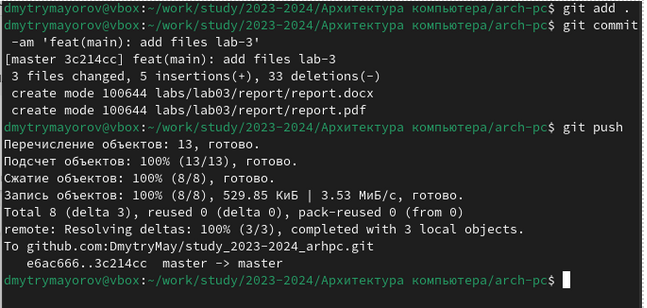 dmytrymayorov@vbox:~/work/study/2023-2024/Архитектура компьютера/arch-pc$ git add .
dmytrymayorov@vbox:~/work/study/2023-2024/Архитектура компьютера/arch-pc$ git commit
 -am 'feat(main): add files lab-3'
[master 3c214cc] feat(main): add files lab-3
 3 files changed, 5 insertions(+), 33 deletions(-)
 create mode 100644 labs/lab03/report/report.docx
 create mode 100644 labs/lab03/report/report.pdf
dmytrymayorov@vbox:~/work/study/2023-2024/Архитектура компьютера/arch-pc$ git push
Перечисление объектов: 13, готово.
Подсчет объектов: 100% (13/13), готово.
Сжатие объектов: 100% (8/8), готово.
Запись объектов: 100% (8/8), 529.85 КиБ | 3.53 МиБ/с, готово.
Total 8 (delta 3), reused 0 (delta 0), pack-reused 0 (from 0)
remote: Resolving deltas: 100% (3/3), completed with 3 local objects.
To github.com:DmytryMay/study_2023-2024_arhpc.git
   e6ac666..3c214cc  master -> master
dmytrymayorov@vbox:~/work/study/2023-2024/Архитектура компьютера/arch-pc$